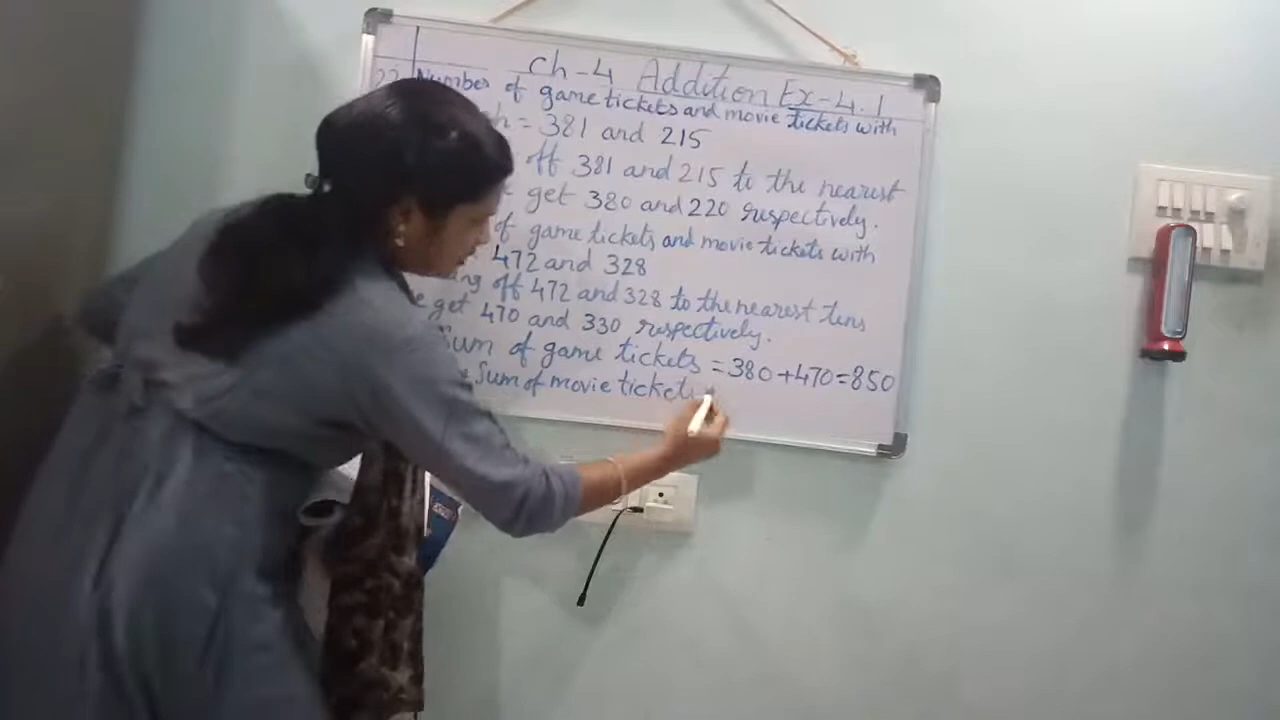 Ch-4 Addition Ex-4.1
22 Number of game tickets and movie tickets with
= 381 and 215
off 381 and 215 to the nearest
get 380 and 220 respectively.
of game tickets and movie tickets with
472 and 328
off 472 and 328 to the nearest tens
get 470 and 330 respectively.
Sum of game tickets = 380+470=850
Sum of movie tickets